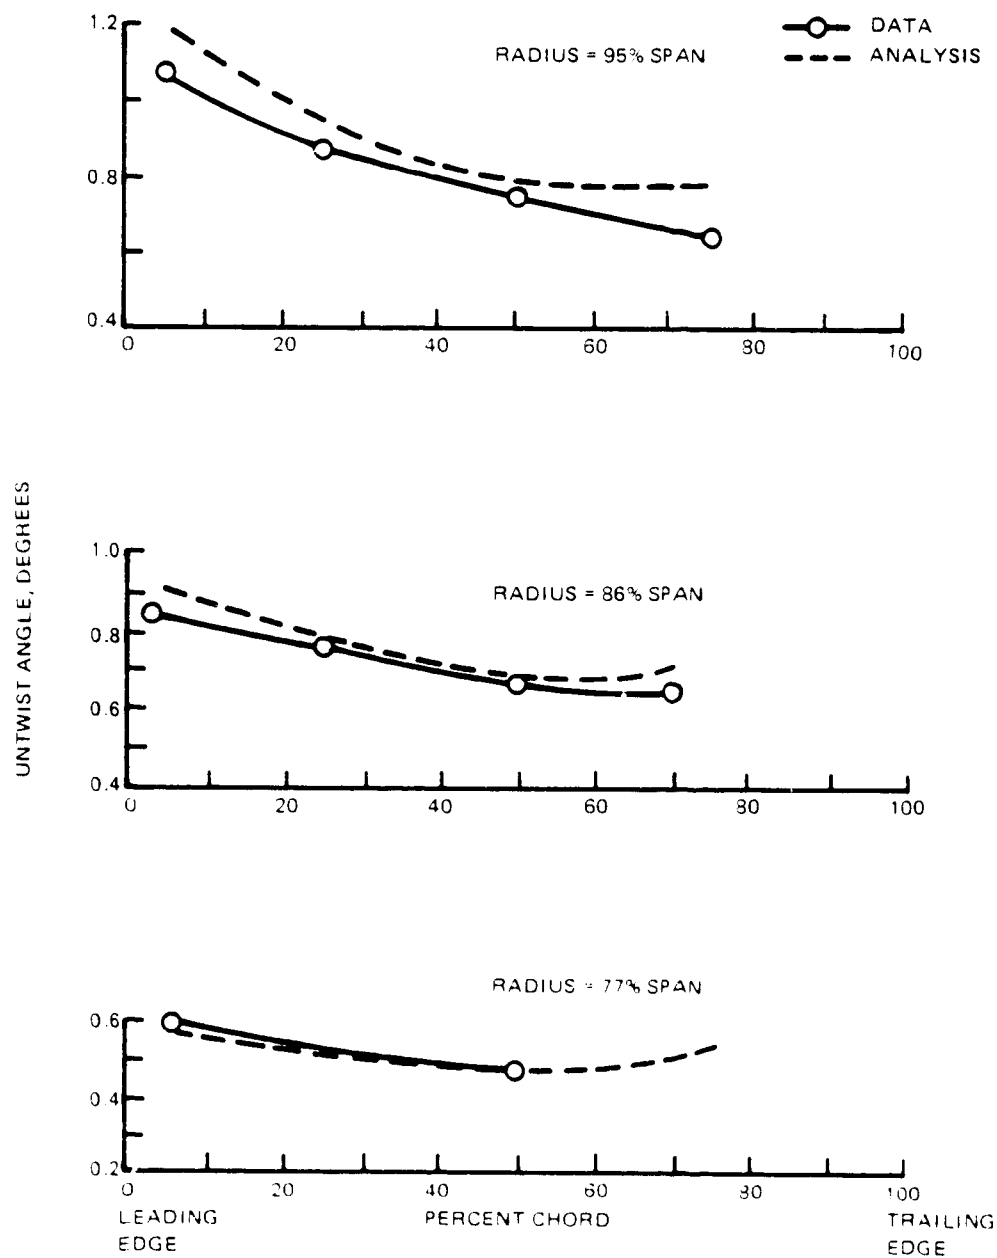 DATA
ANALYSIS
RADIUS = 95% SPAN
1.2
0.8
0.4
0 20 40 60 80 100
UNTWIST ANGLE, DEGREES
RADIUS = 86% SPAN
1.0
0.8
0.6
0.4
0 20 40 60 80 100
RADIUS = 77% SPAN
0.6
0.4
0.2
0 20 40 60 80 100
LEADING EDGE
PERCENT CHORD
TRAILING EDGE